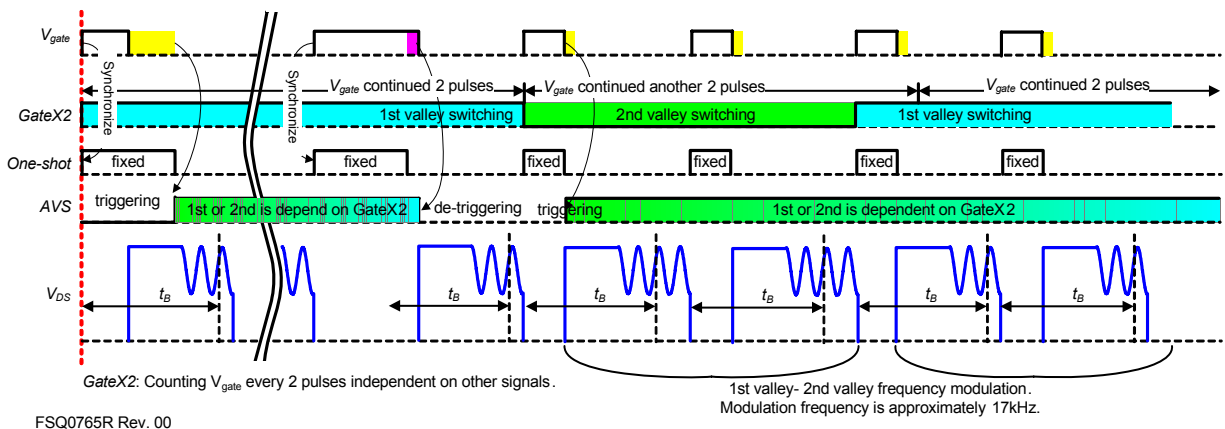 Vgate
Synchronize
Synchronize
Vgate continued 2 pulses
Vgate continued another 2 pulses
Vgate continued 2 pulses
GateX2
1st valley switching
2nd valley switching
1st valley switching
One-shot
fixed
fixed
fixed
fixed
fixed
fixed
AVS
triggering
1st or 2nd is depend on GateX2
de-triggering
triggering
1st or 2nd is dependent on GateX2
VDS
tB
tB
tB
tB
tB
tB
GateX2: Counting Vgate every 2 pulses independent on other signals.
1st valley- 2nd valley frequency modulation.
Modulation frequency is approximately 17kHz.
FSQ0765R Rev. 00